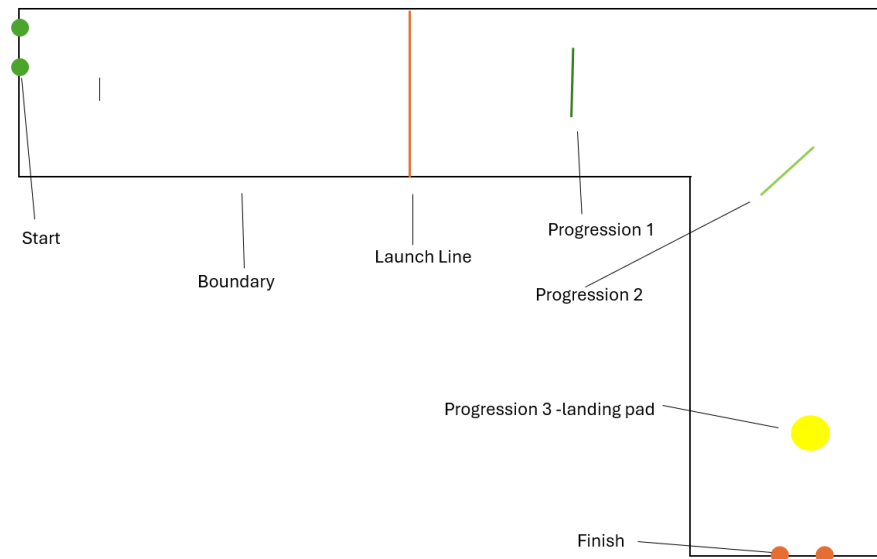 Start
Boundary
Launch Line
Progression 1
Progression 2
Progression 3 -landing pad
Finish